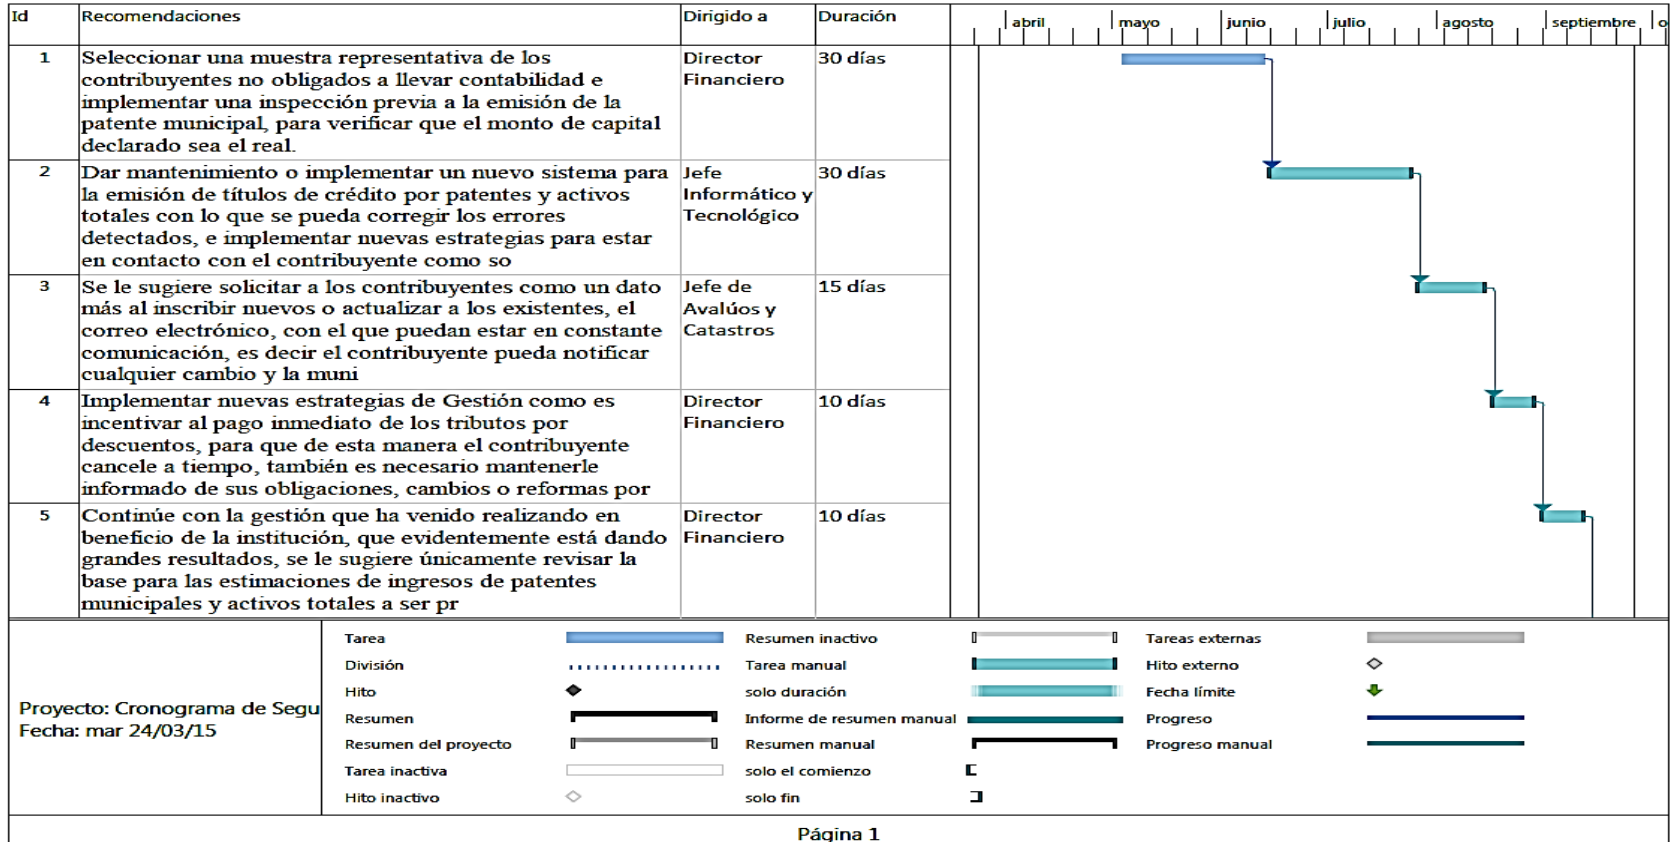 Id Recomendaciones Dirigido a Duración abril mayo junio julio agosto septiembre o
1 Seleccionar una muestra representativa de los Director 30 días
contribuyentes no obligados a llevar contabilidad e Financiero
implementar una inspección previa a la emisión de la
patente municipal, para verificar que el monto de capital
declarado sea el real.
2 Dar mantenimiento o implementar un nuevo sistema para Jefe 30 días
la emisión de títulos de crédito por patentes y activos Informático y
totales con lo que se pueda corregir los errores Tecnológico
detectados, e implementar nuevas estrategias para estar
en contacto con el contribuyente como so
3 Se le sugiere solicitar a los contribuyentes como un dato Jefe de 15 días
más al inscribir nuevos o actualizar a los existentes, el Avalúos y
correo electrónico, con el que puedan estar en constante Catastros
comunicación, es decir el contribuyente pueda notificar
cualquier cambio y la muni
4 Implementar nuevas estrategias de Gestión como es Director 10 días
incentivar al pago inmediato de los tributos por Financiero
descuentos, para que de esta manera el contribuyente
cancele a tiempo, también es necesario mantenerle
informado de sus obligaciones, cambios o reformas por
5 Continúe con la gestión que ha venido realizando en Director 10 días
beneficio de la institución, que evidentemente está dando Financiero
grandes resultados, se le sugiere únicamente revisar la
base para las estimaciones de ingresos de patentes
municipales y activos totales a ser pr
Proyecto: Cronograma de Segu
Fecha: mar 24/03/15
Tarea Resumen inactivo Tareas externas
División Tarea manual Hito externo
Hito solo duración Fecha límite
Resumen Informe de resumen manual Progreso
Resumen del proyecto Resumen manual Progreso manual
Tarea inactiva solo el comienzo
Hito inactivo solo fin
Página 1